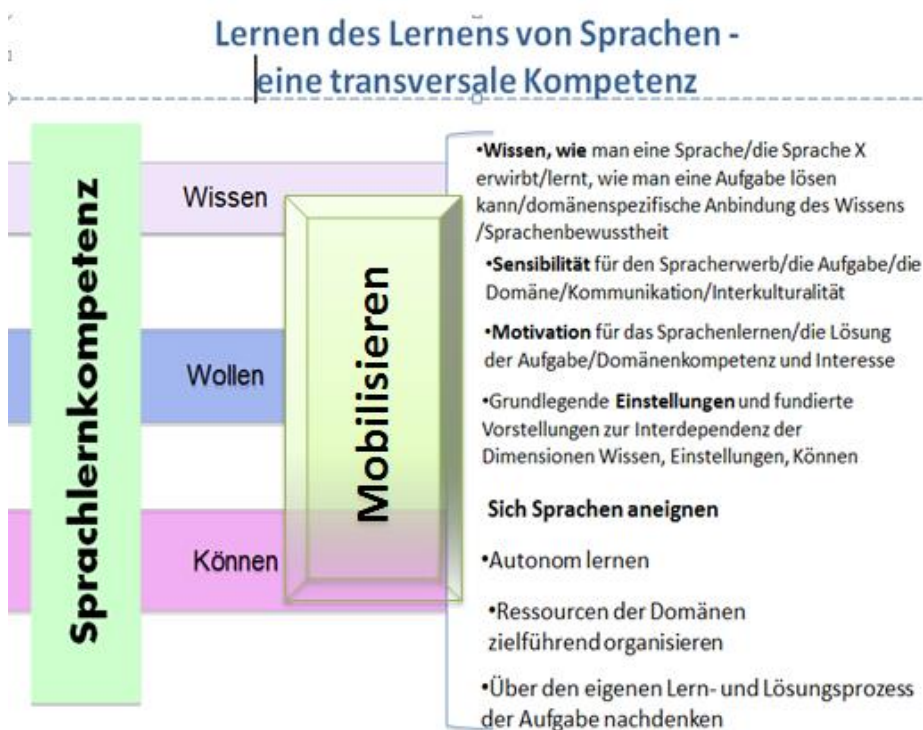 Lernen des Lernens von Sprachen -
eine transversale Kompetenz
Sprachlernkompetenz
Wissen
Wollen
Können
Mobilisieren
•Wissen, wie man eine Sprache/die Sprache X
erwirbt/lernt, wie man eine Aufgabe lösen
kann/domänenspezifische Anbindung des Wissens
/Sprachenbewusstheit
•Sensibilität für den Spracherwerb/die Aufgabe/die
Domäne/Kommunikation/Interkulturalität
•Motivation für das Sprachenlernen/die Lösung
der Aufgabe/Domänenkompetenz und Interesse
•Grundlegende Einstellungen und fundierte
Vorstellungen zur Interdependenz der
Dimensionen Wissen, Einstellungen, Können
Sich Sprachen aneignen
•Autonom lernen
•Ressourcen der Domänen
zielführend organisieren
•Über den eigenen Lern- und Lösungsprozess
der Aufgabe nachdenken